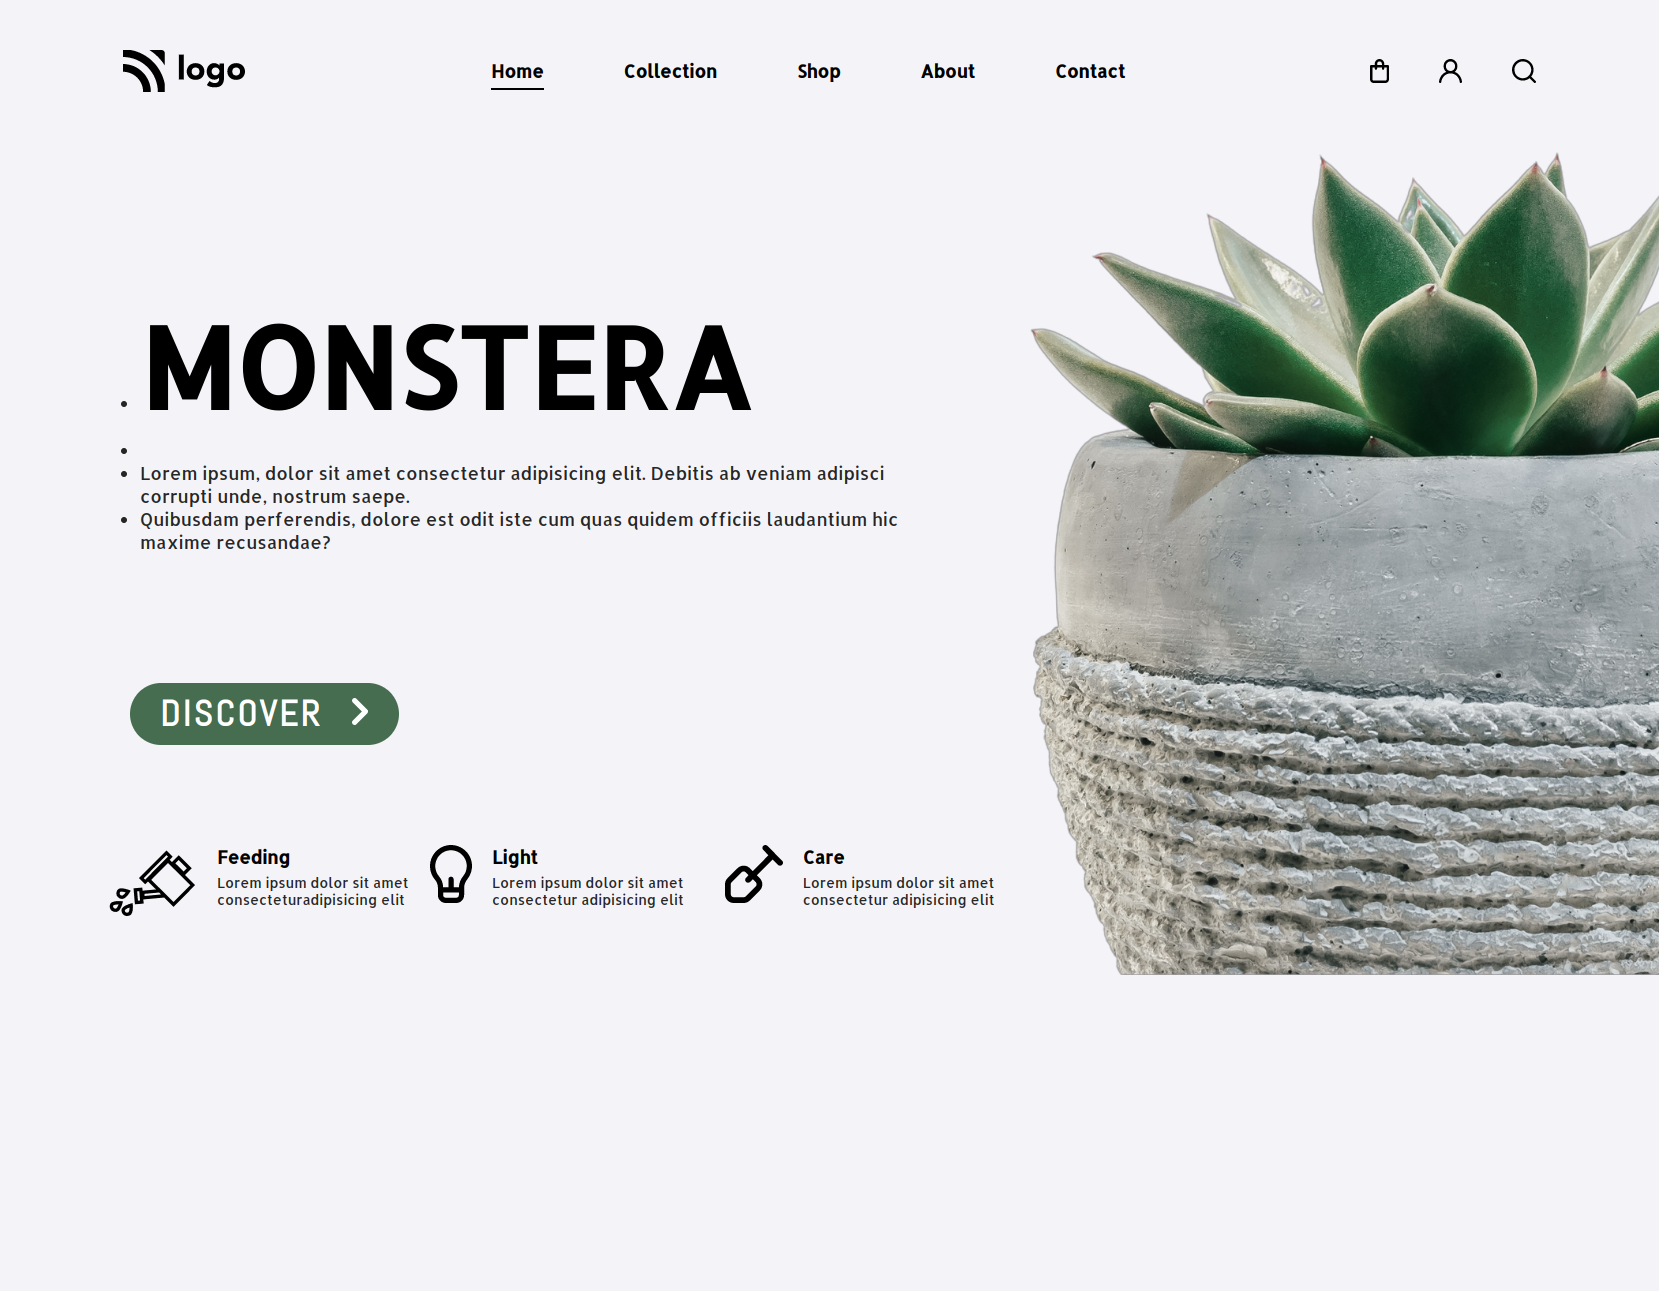 logo
Home
Collection
Shop
About
Contact
MONSTERA
Lorem ipsum, dolor sit amet consectetur adipisicing elit. Debitis ab veniam adipisci
corrupti unde, nostrum saepe.
Quibusdam perferendis, dolore est odit iste cum quas quidem officiis laudantium hic
maxime recusandae?
DISCOVER
Feeding
Lorem ipsum dolor sit amet
consecteturadipisicing elit
Light
Lorem ipsum dolor sit amet
consectetur adipisicing elit
Care
Lorem ipsum dolor sit amet
consectetur adipisicing elit